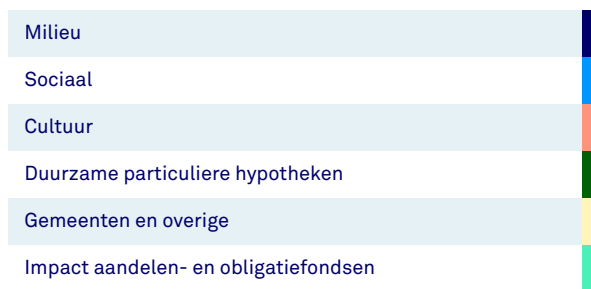 Milieu
Sociaal
Cultuur
Duurzame particuliere hypotheken
Gemeenten en overige
Impact aandelen- en obligatiefondsen